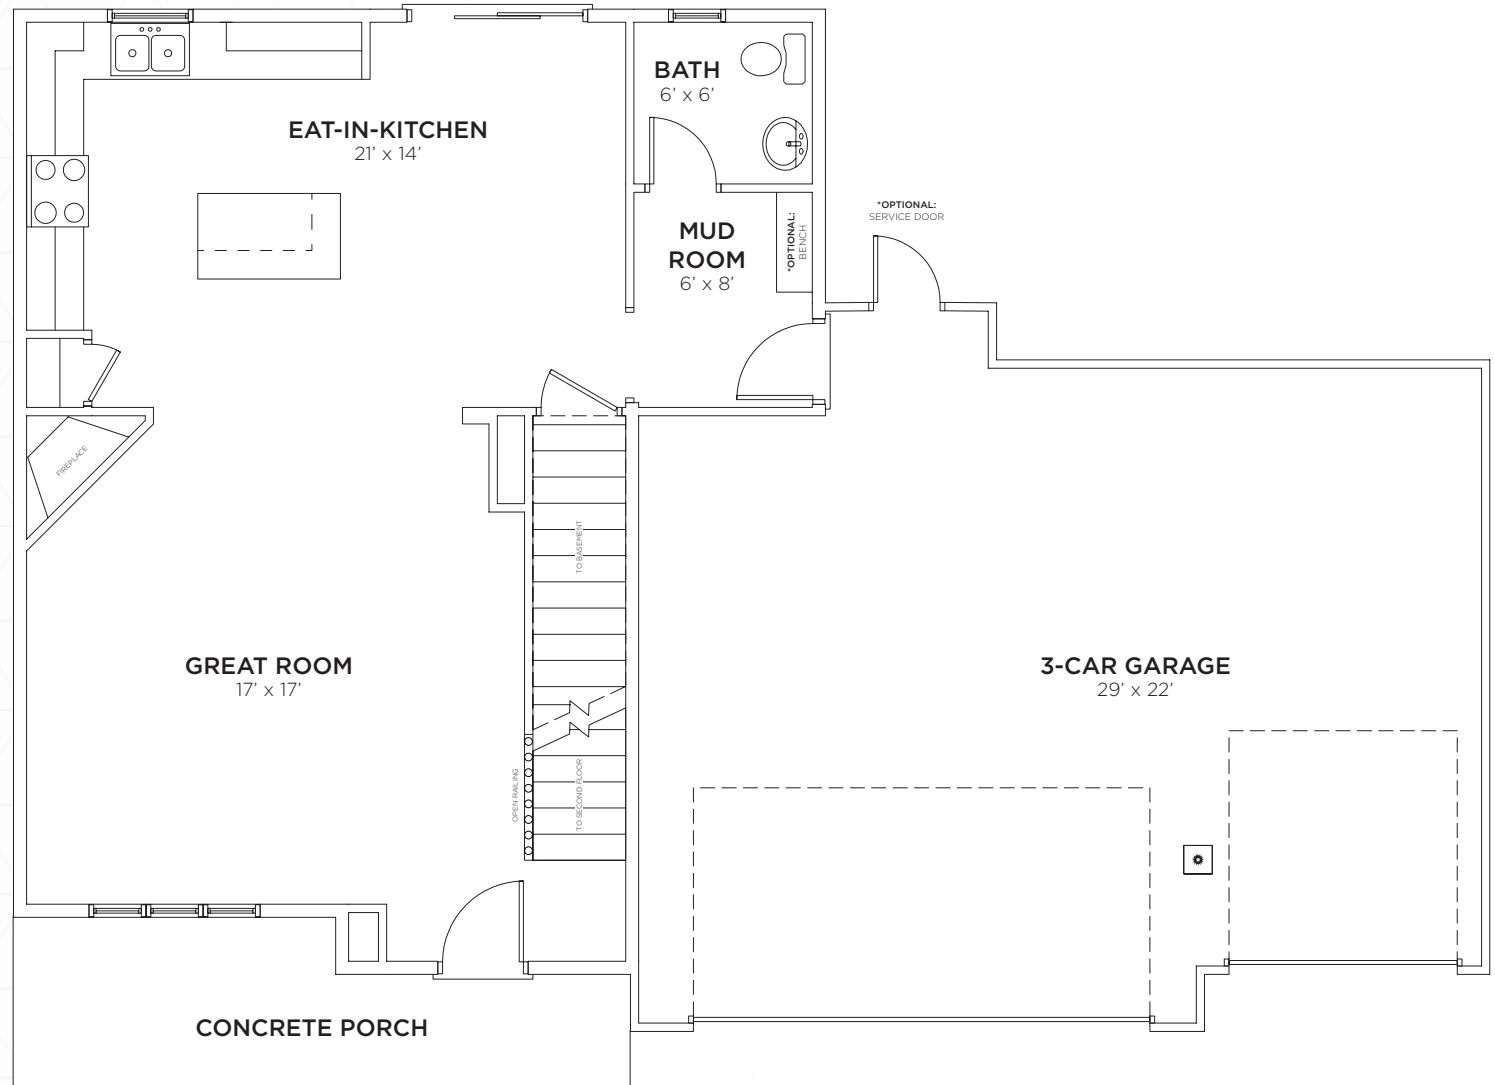 BATH
6’ x 6’
EAT-IN-KITCHEN
21’ x 14’
*OPTIONAL:
SERVICE DOOR
MUD
ROOM
6’ x 8’
*OPTIONAL:
BENCH
FIREPLACE
TO BASEMENT
GREAT ROOM
17’ x 17’
3-CAR GARAGE
29’ x 22’
OPEN RAILING
TO SECOND FLOOR
CONCRETE PORCH